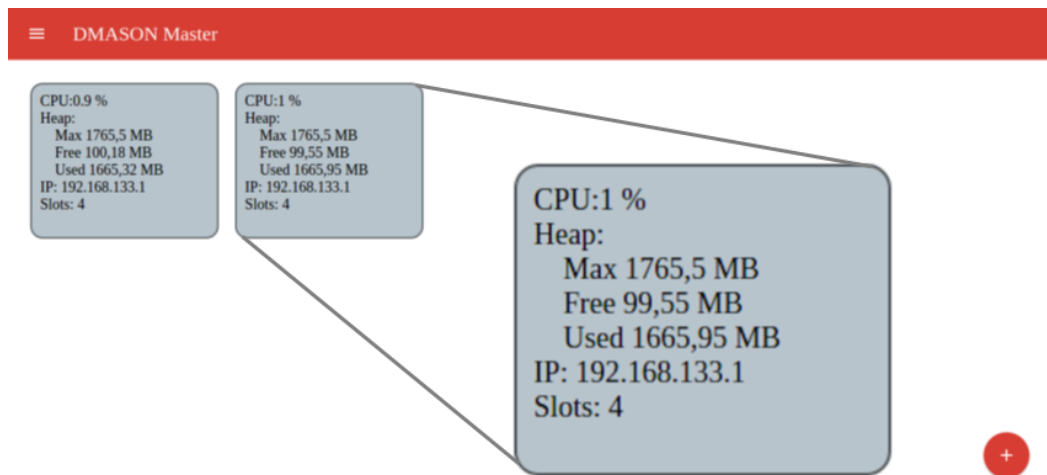 DMASON Master
CPU:0.9 %
Heap:
Max 1765,5 MB
Free 100,18 MB
Used 1665,32 MB
IP: 192.168.133.1
Slots: 4
CPU:1 %
Heap:
Max 1765,5 MB
Free 99,55 MB
Used 1665,95 MB
IP: 192.168.133.1
Slots: 4
CPU:1 %
Heap:
Max 1765,5 MB
Free 99,55 MB
Used 1665,95 MB
IP: 192.168.133.1
Slots: 4
+